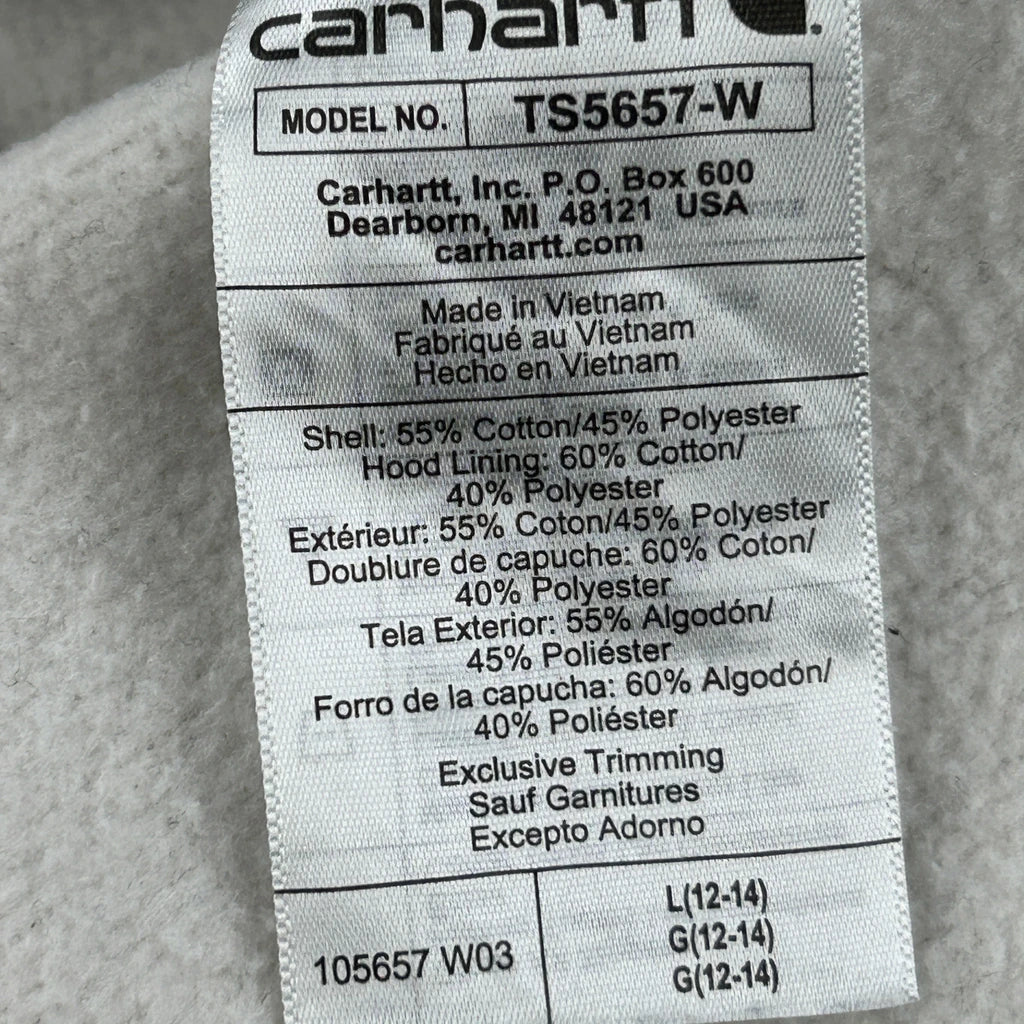 carhartt
MODEL NO. TS5657-W
Carhartt, Inc. P.O. Box 600
Dearborn, MI 48121 USA
carhartt.com
Made in Vietnam
Fabriqué au Vietnam
Hecho en Vietnam
Shell: 55% Cotton/45% Polyester
Hood Lining: 60% Cotton/
40% Polyester
Extérieur: 55% Coton/45% Polyester
Doublure de capuche: 60% Coton/
40% Polyester
Tela Exterior: 55% Algodón/
45% Poliéster
Forro de la capucha: 60% Algodón/
40% Poliéster
Exclusive Trimming
Sauf Garnitures
Excepto Adorno
105657 W03
L(12-14)
G(12-14)
G(12-14)